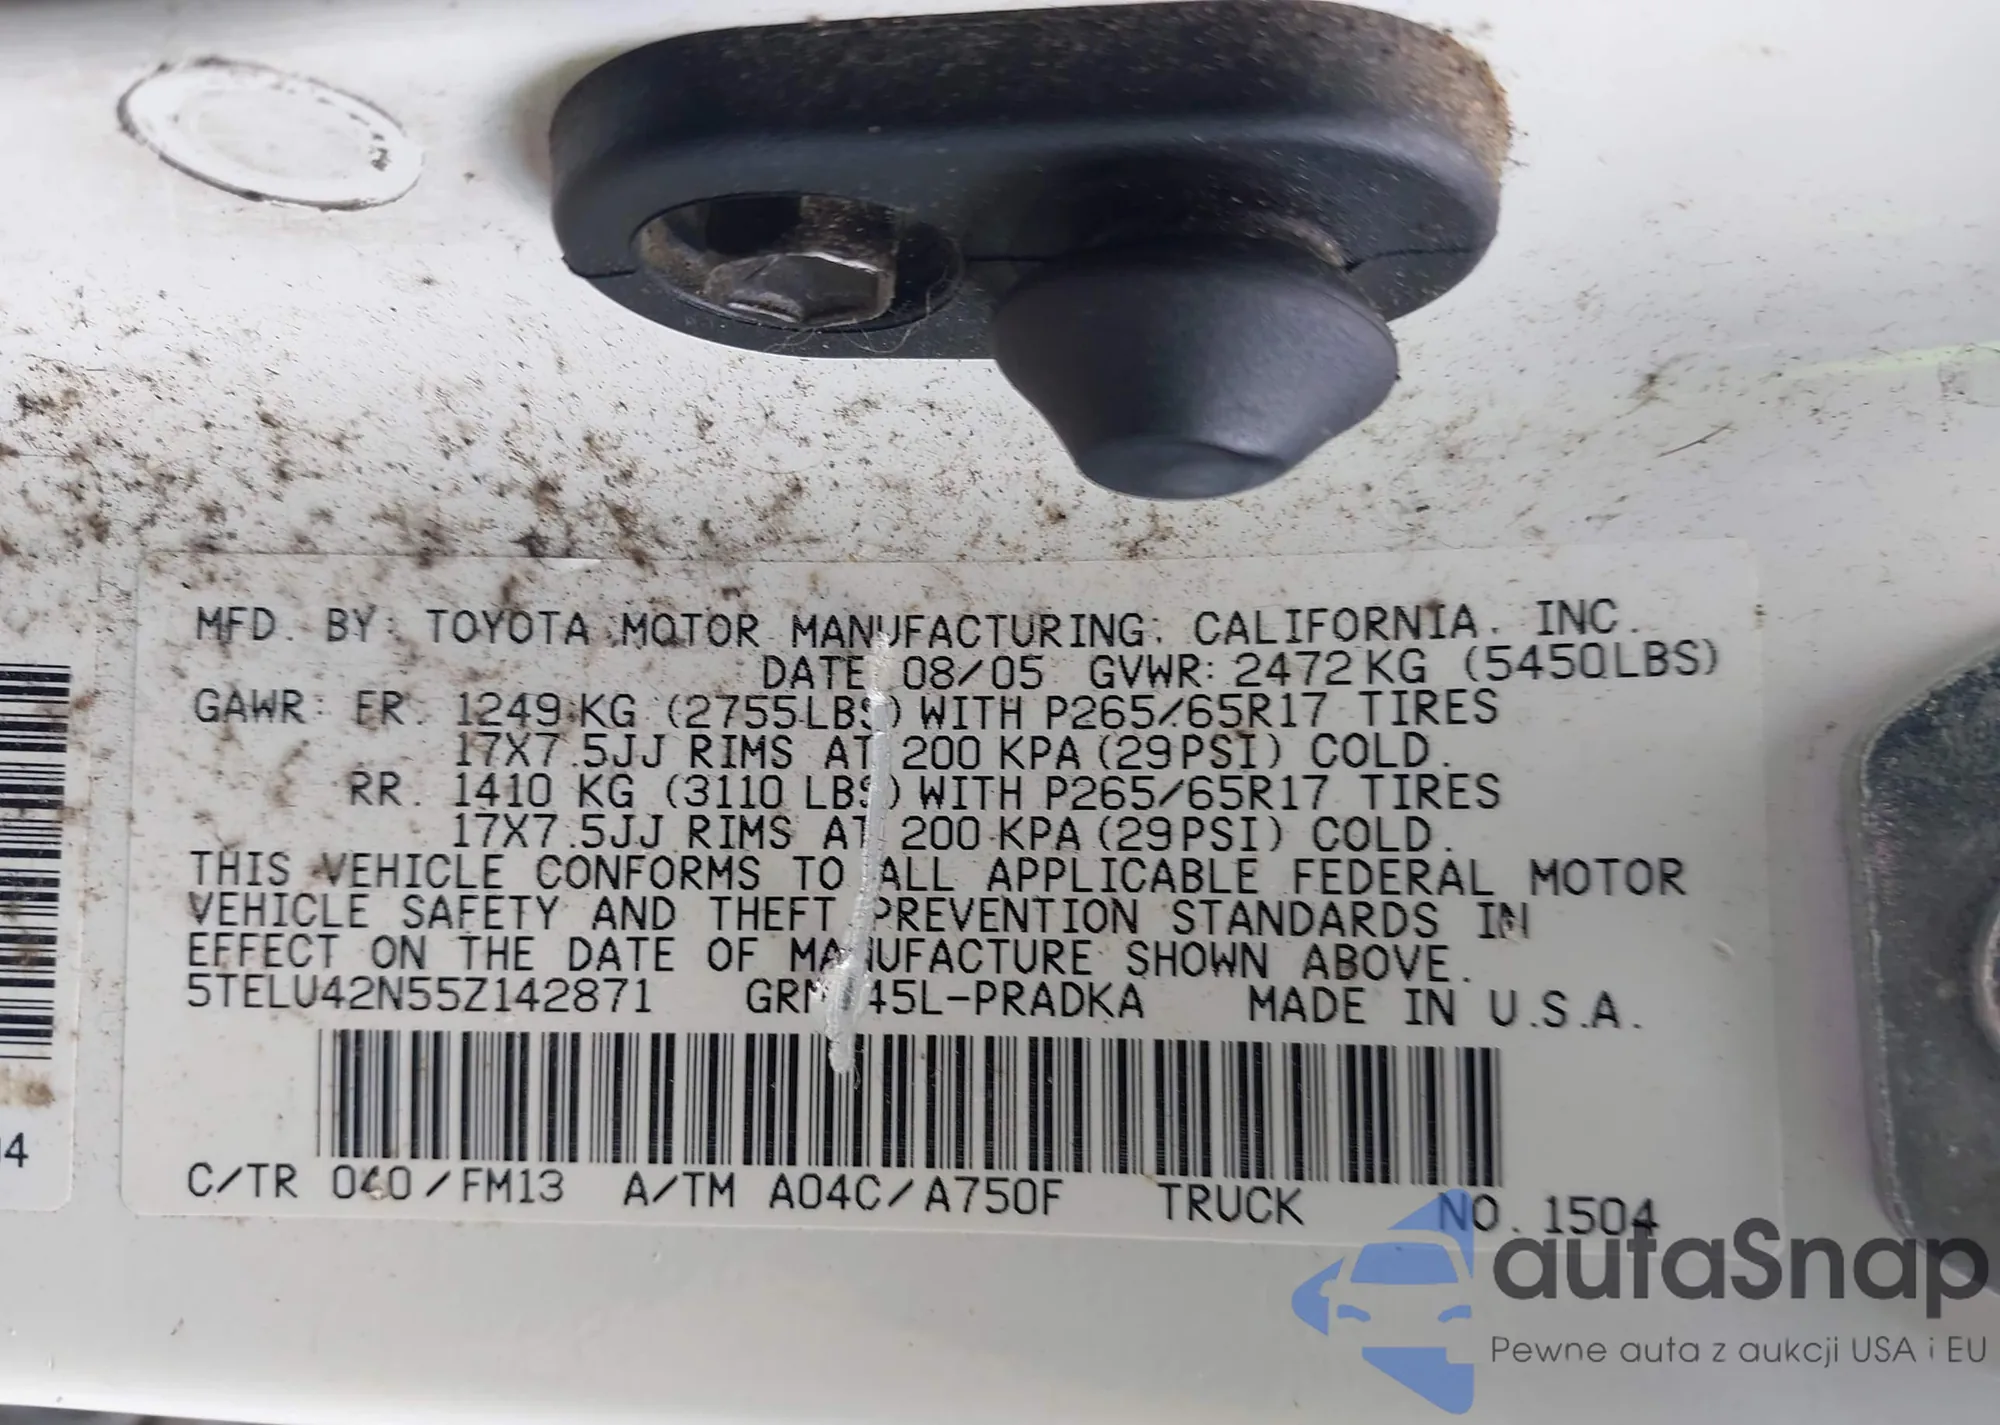 MFD. BY: TOYOTA MOTOR MANUFACTURING, CALIFORNIA, INC.
DATE 08/05 GVWR: 2472 KG (5450LBS)
GAWR: FR. 1249 KG (2755LBS) WITH P265/65R17 TIRES
17X7.5JJ RIMS AT 200 KPA (29PSI) COLD.
RR. 1410 KG (3110 LBS) WITH P265/65R17 TIRES
17X7.5JJ RIMS AT 200 KPA (29PSI) COLD.
THIS VEHICLE CONFORMS TO ALL APPLICABLE FEDERAL MOTOR
VEHICLE SAFETY AND THEFT PREVENTION STANDARDS IN
EFFECT ON THE DATE OF MANUFACTURE SHOWN ABOVE.
5TELU42N55Z142871 MADE IN U.S.A.
C/TR 040/FM13 A/TM A04C/A750F TRUCK NO. 1504
autaSnap
Pewne auta z aukcji USA i EU